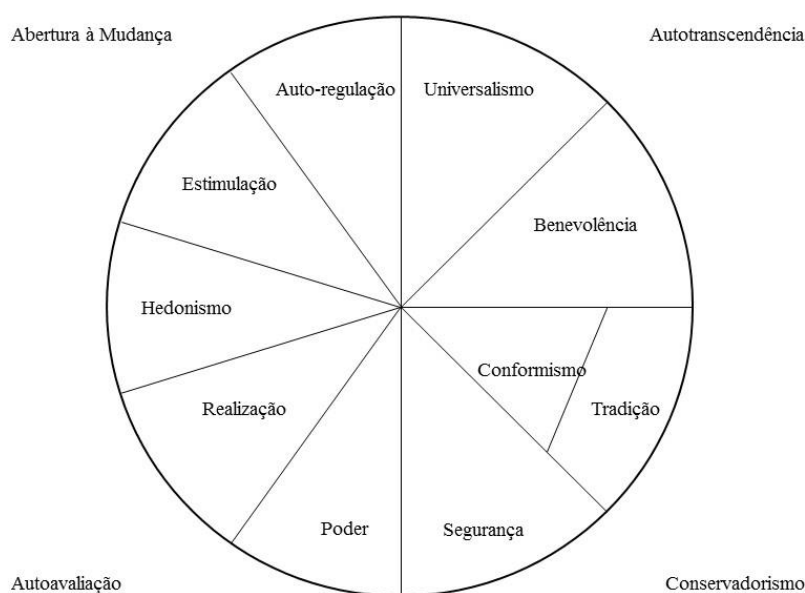 Abertura à Mudança
Autotranscendência
Auto-regulação
Universalismo
Estimulação
Benevolência
Hedonismo
Conformismo
Realização
Tradição
Poder
Segurança
Autoavaliação
Conservadorismo